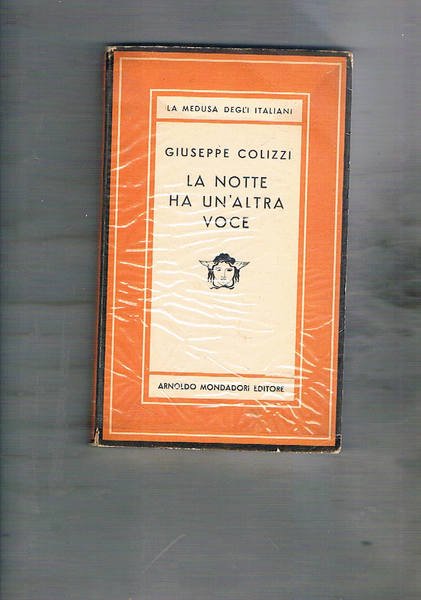 LA MEDUSA DEGL'I ITALIANI
GIUSEPPE COLIZZI
LA NOTTE
HA UN'ALTRA
VOCE
ARNOLDO MONDADORI EDITORE